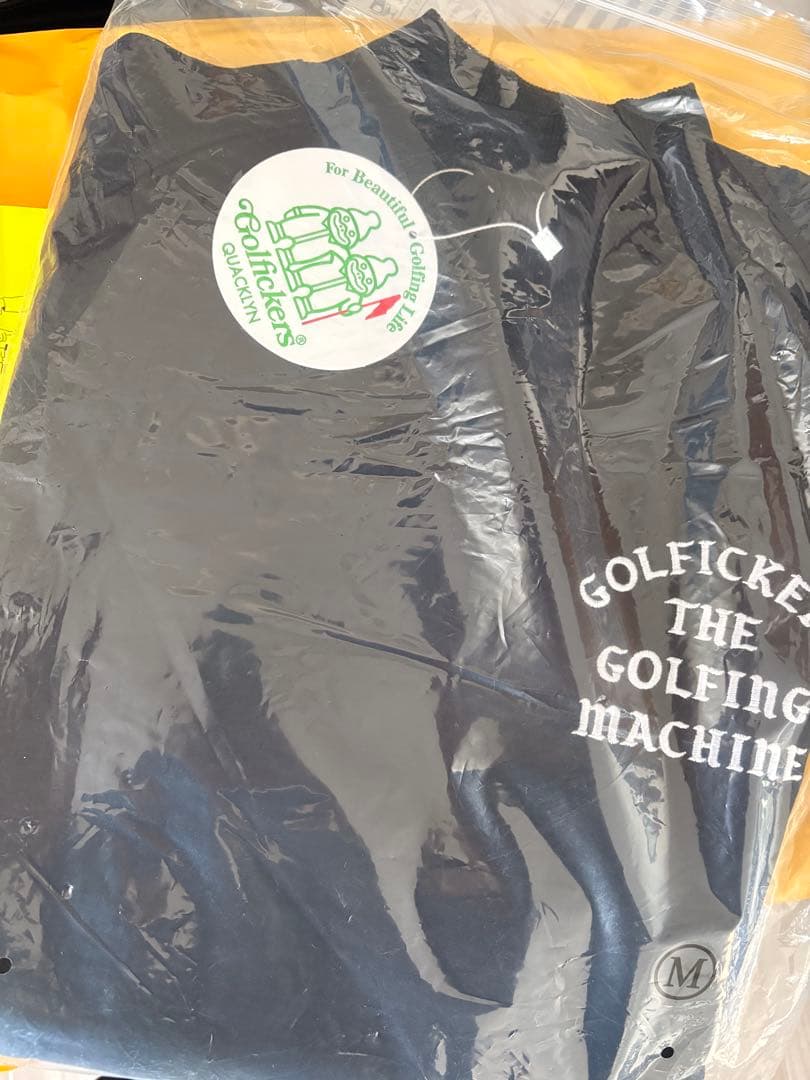 For Beautiful Golfing Life
Golfickers®
QUACKLYN
GOLFICKE
THE
GOLFING
MACHINE
M